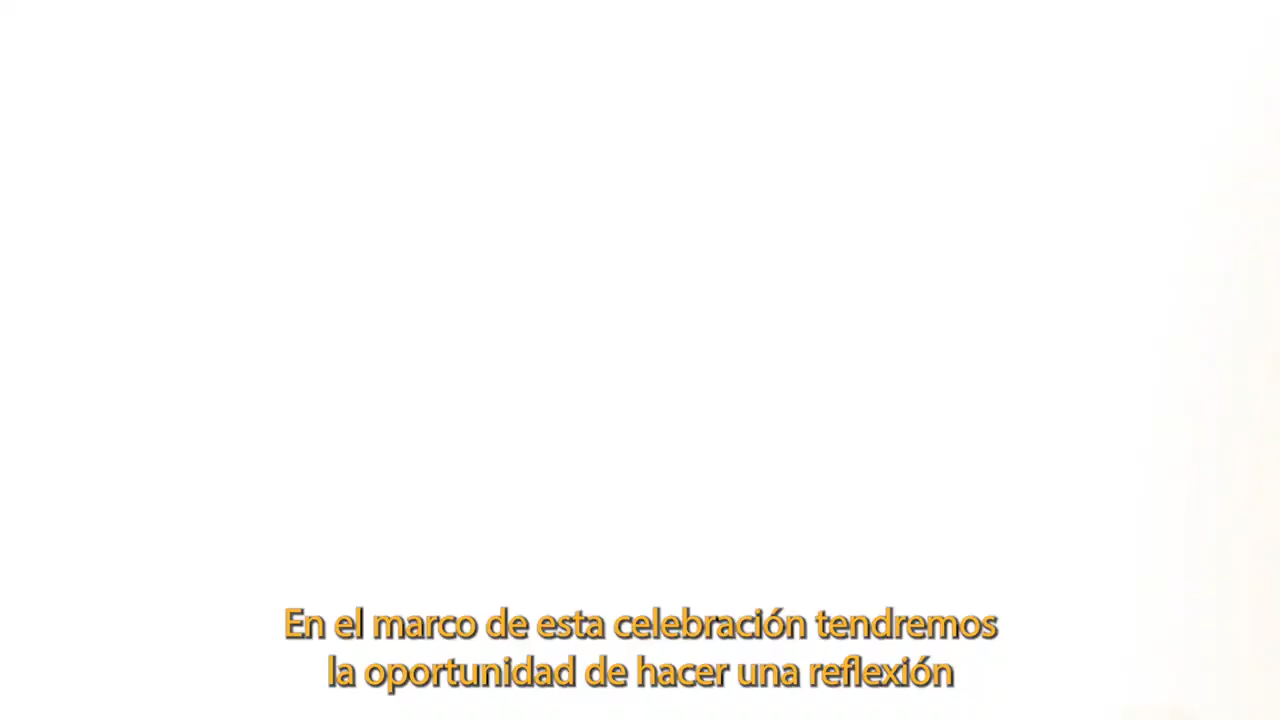 En el marco de esta celebración tendremos
la oportunidad de hacer una reflexión